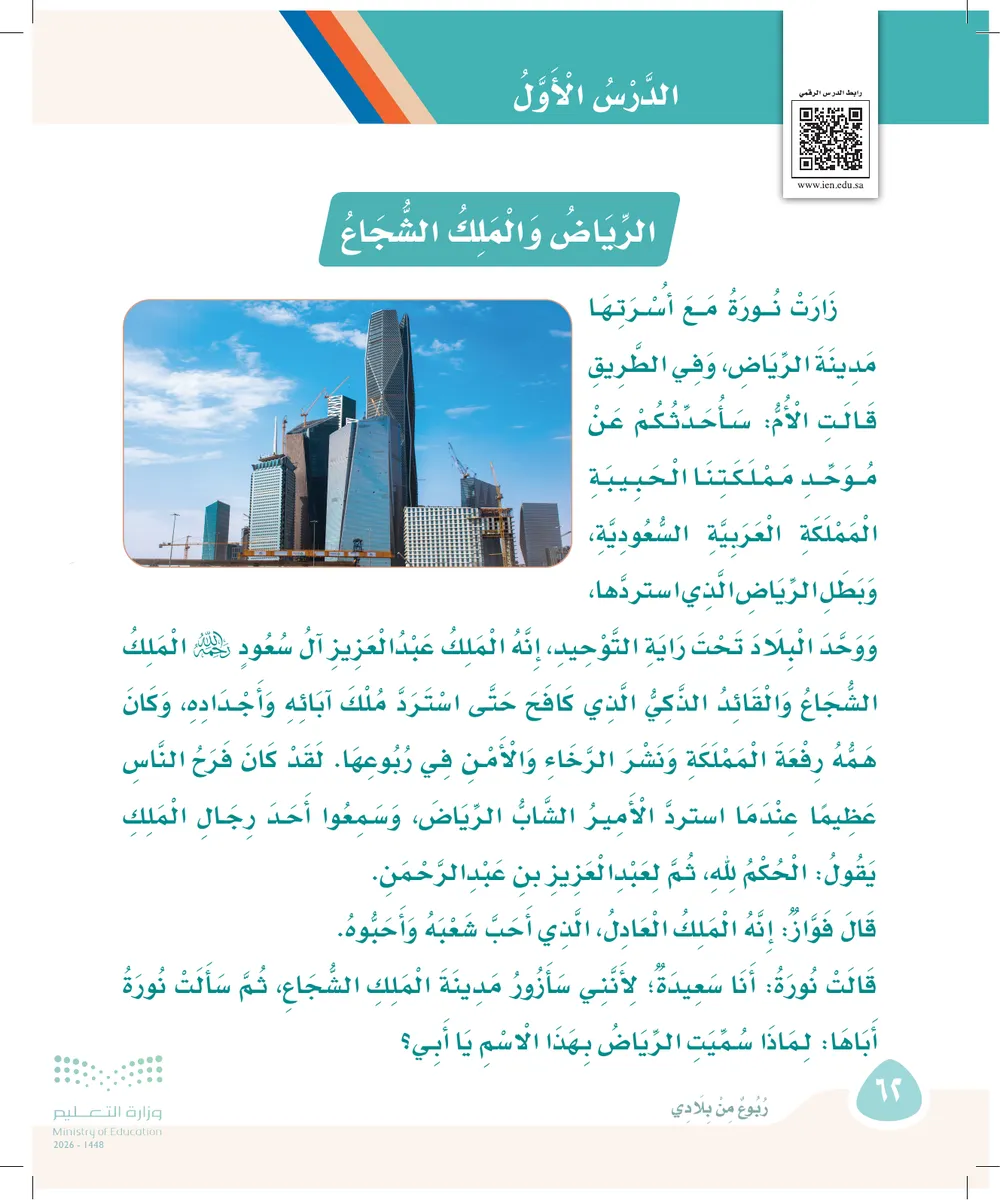 رابط الدرس الرقمي
www.ien.edu.sa
الدَّرْسُ الْأَوَّلُ
الرِّيَاضُ وَالْمَلِكُ الشُّجَاعُ
زَارَتْ نُورَةُ مَعَ أُسْرَتِهَا
مَدِينَةَ الرِّيَاضِ، وَفِي الطَّرِيقِ
قَالَتِ الْأُمُّ: سَأُحَدِّثُكُمْ عَنْ
مُوَحِّدِ مَمْلَكَتِنَا الْحَبِيبَةِ
الْمَمْلَكَةِ الْعَرَبِيَّةِ السُّعُودِيَّةِ،
وَبَطَلِ الرِّيَاضِ الَّذِي استردَّها،
وَوَحَّدَ الْبِلَادَ تَحْتَ رَايَةِ التَّوْحِيدِ، إِنَّهُ الْمَلِكُ عَبْدُالْعَزِيزِ آلُ سُعُودٍ رحمه الله الْمَلِكُ
الشُّجَاعُ وَالْقَائِدُ الذَّكِيُّ الَّذِي كَافَحَ حَتَّى اسْتَرَدَّ مُلْكَ آبَائِهِ وَأَجْدَادِهِ، وَكَانَ
هَمُّهُ رِفْعَةَ الْمَمْلَكَةِ وَنَشْرَ الرَّخَاءِ وَالْأَمْنِ فِي رُبُوعِهَا. لَقَدْ كَانَ فَرَحُ النَّاسِ
عَظِيمًا عِنْدَمَا استردَّ الْأَمِيرُ الشَّابُّ الرِّيَاضَ، وَسَمِعُوا أَحَدَ رِجَالِ الْمَلِكِ
يَقُولُ: الْحُكْمُ لِلهِ، ثُمَّ لِعَبْدِالْعَزِيزِ بنِ عَبْدِالرَّحْمَنِ.
قَالَ فَوَّازٌ: إِنَّهُ الْمَلِكُ الْعَادِلُ، الَّذِي أَحَبَّ شَعْبَهُ وَأَحَبُّوهُ.
قَالَتْ نُورَةُ: أَنَا سَعِيدَةٌ؛ لِأَنَّنِي سَأَزُورُ مَدِينَةَ الْمَلِكِ الشُّجَاعِ، ثُمَّ سَأَلَتْ نُورَةُ
أَبَاهَا: لِمَاذَا سُمِّيَتِ الرِّيَاضُ بِهَذَا الْاسْمِ يَا أَبِي؟
٦٢
رُبُوعٌ مِنْ بِلَادِي
وزارة التعليم
Ministry of Education
2026 - 1448